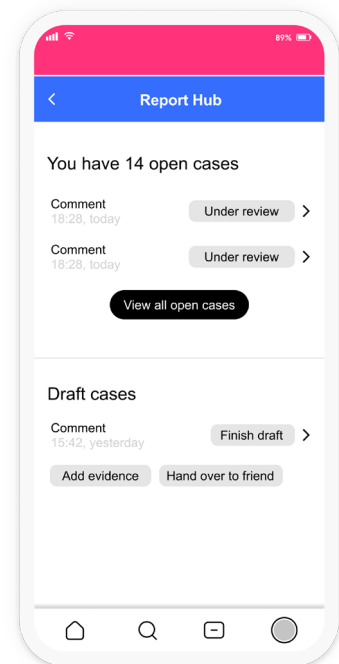 89%
Report Hub
You have 14 open cases
Comment
18:28, today
Under review
Comment
18:28, today
Under review
View all open cases
Draft cases
Comment
15:42, yesterday
Finish draft
Add evidence
Hand over to friend